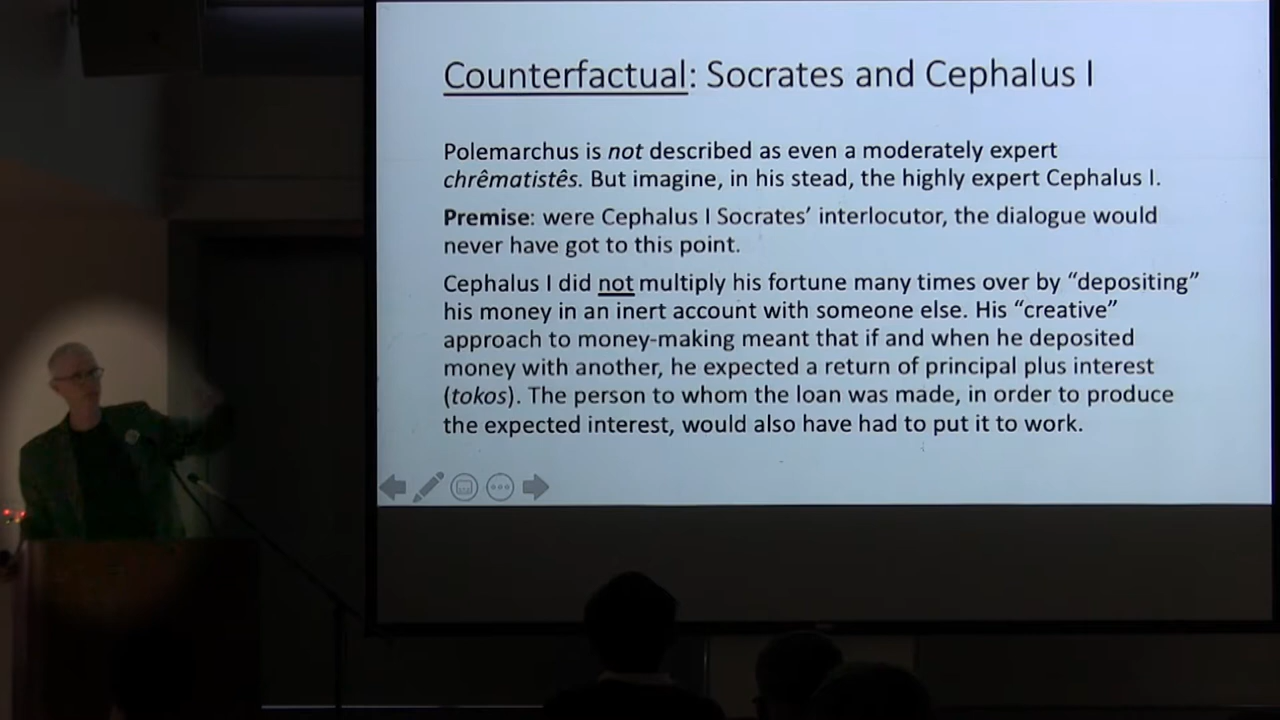 Counterfactual: Socrates and Cephalus I
Polemarchus is not described as even a moderately expert
chrêmatistês. But imagine, in his stead, the highly expert Cephalus I.
Premise: were Cephalus I Socrates’ interlocutor, the dialogue would
never have got to this point.
Cephalus I did not multiply his fortune many times over by “depositing”
his money in an inert account with someone else. His “creative”
approach to money-making meant that if and when he deposited
money with another, he expected a return of principal plus interest
(tokos). The person to whom the loan was made, in order to produce
the expected interest, would also have had to put it to work.